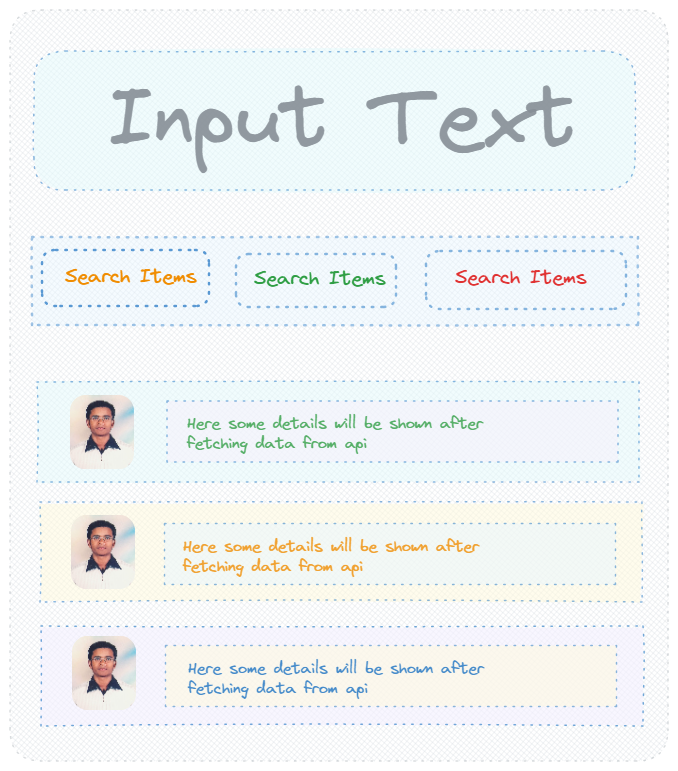 Input Text
Search Items Search Items Search Items
Here some details will be shown after
fetching data from api
Here some details will be shown after
fetching data from api
Here some details will be shown after
fetching data from api